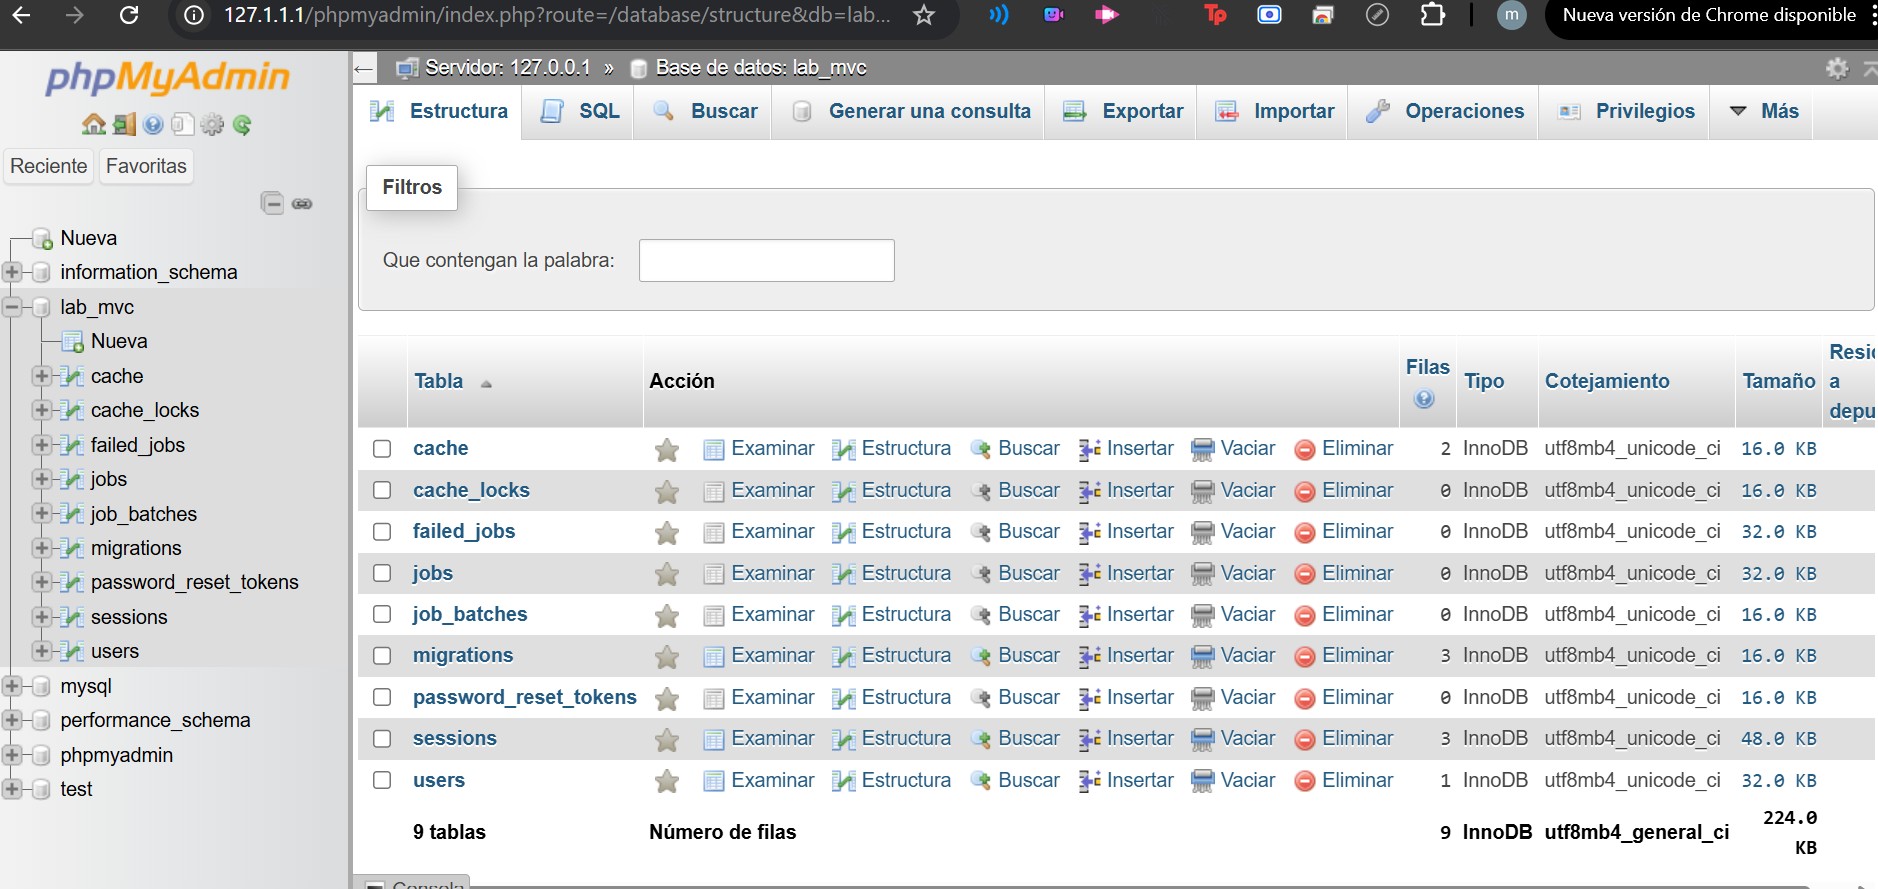 127.1.1.1/phpmyadmin/index.php?route=/database/structure&db=lab...
Tp
m
Nueva versión de Chrome disponible
phpMyAdmin
Reciente
Favoritas
Nueva
information_schema
lab_mvc
Nueva
cache
cache_locks
failed_jobs
jobs
job_batches
migrations
password_reset_tokens
sessions
users
mysql
performance_schema
phpmyadmin
test
Servidor: 127.0.0.1 » Base de datos: lab_mvc
Estructura SQL Buscar Generar una consulta Exportar Importar Operaciones Privilegios Más
Filtros
Que contengan la palabra:
Tabla Acción Filas Tipo Cotejamiento Tamaño a
cache Examinar Estructura Buscar Insertar Vaciar Eliminar 2 InnoDB utf8mb4_unicode_ci 16.0 KB
cache_locks Examinar Estructura Buscar Insertar Vaciar Eliminar 0 InnoDB utf8mb4_unicode_ci 16.0 KB
failed_jobs Examinar Estructura Buscar Insertar Vaciar Eliminar 0 InnoDB utf8mb4_unicode_ci 32.0 KB
jobs Examinar Estructura Buscar Insertar Vaciar Eliminar 0 InnoDB utf8mb4_unicode_ci 32.0 KB
job_batches Examinar Estructura Buscar Insertar Vaciar Eliminar 0 InnoDB utf8mb4_unicode_ci 16.0 KB
migrations Examinar Estructura Buscar Insertar Vaciar Eliminar 3 InnoDB utf8mb4_unicode_ci 16.0 KB
password_reset_tokens Examinar Estructura Buscar Insertar Vaciar Eliminar 0 InnoDB utf8mb4_unicode_ci 16.0 KB
sessions Examinar Estructura Buscar Insertar Vaciar Eliminar 3 InnoDB utf8mb4_unicode_ci 48.0 KB
users Examinar Estructura Buscar Insertar Vaciar Eliminar 1 InnoDB utf8mb4_unicode_ci 32.0 KB
9 tablas Número de filas 9 InnoDB utf8mb4_general_ci 224.0 KB
Consola